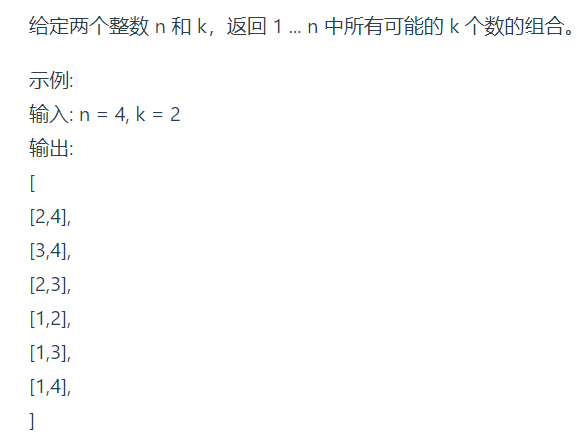 给定两个整数 n 和 k，返回 1 ... n 中所有可能的 k 个数的组合。
示例:
输入: n = 4, k = 2
输出:
[
[2,4],
[3,4],
[2,3],
[1,2],
[1,3],
[1,4],
]